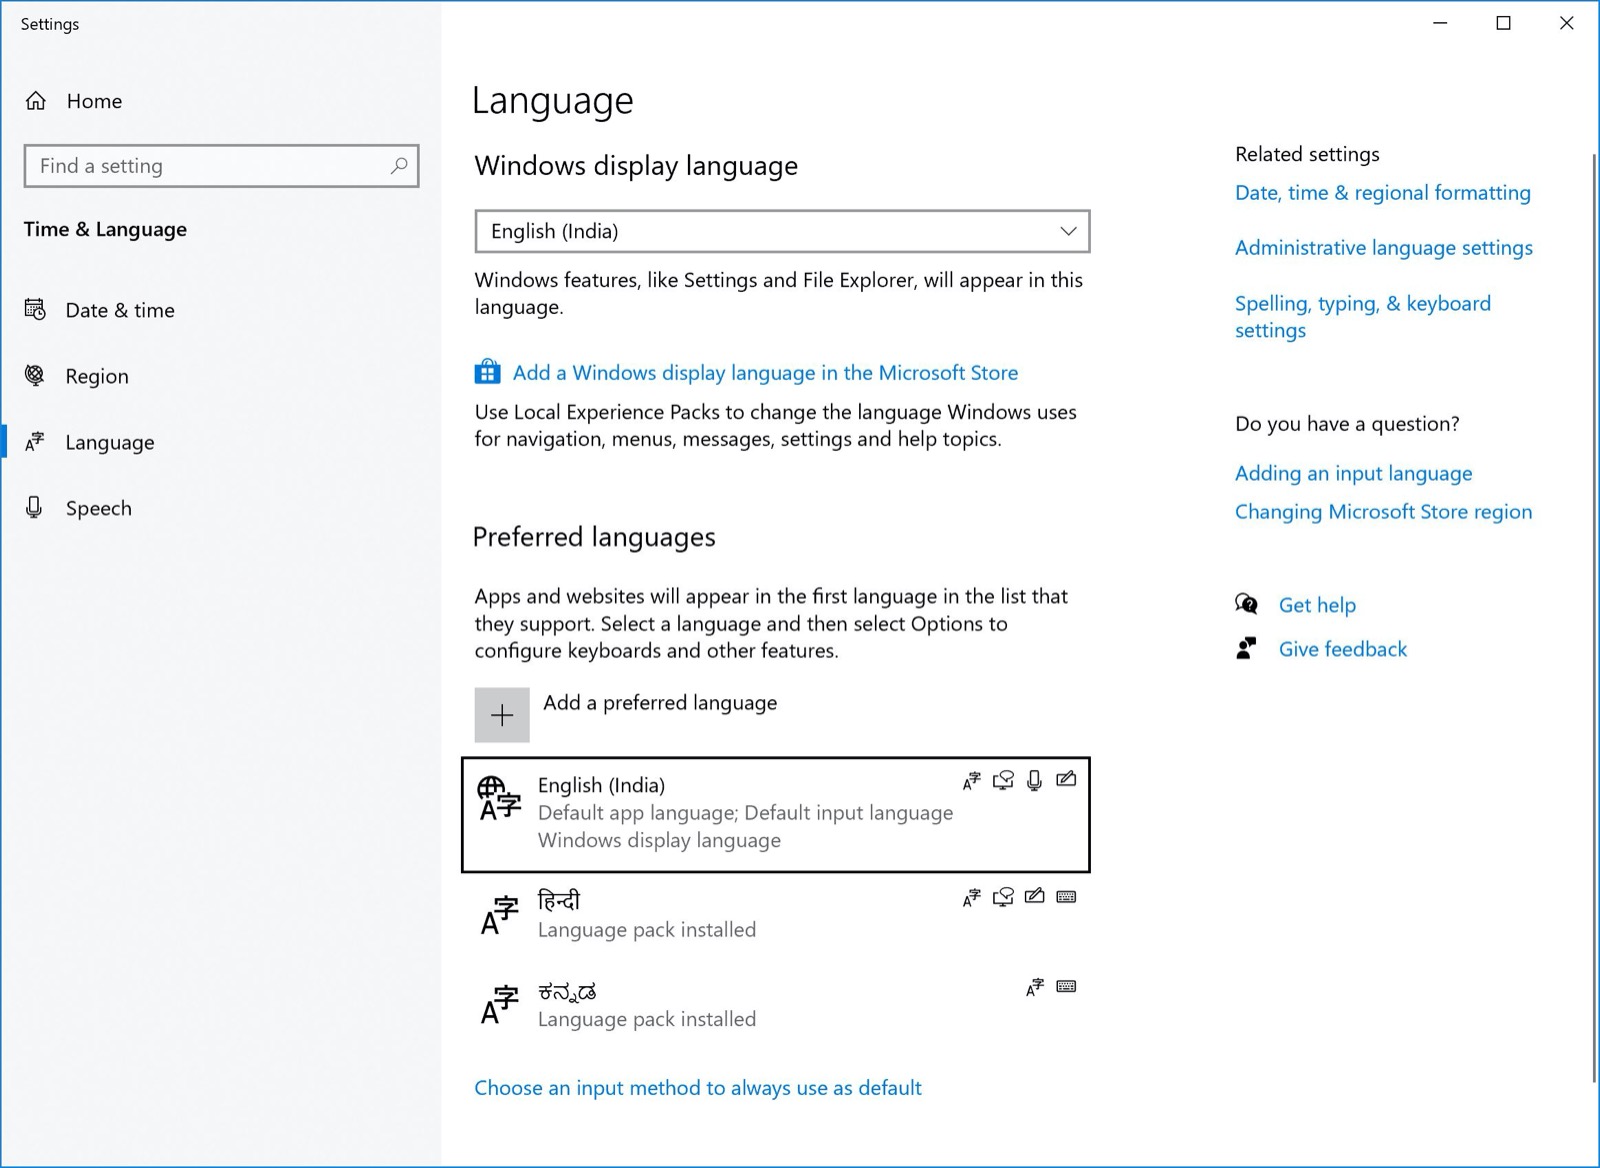 Settings
Home
Find a setting
Time & Language
Date & time
Region
Language
Speech
Language
Windows display language
English (India)
Windows features, like Settings and File Explorer, will appear in this
language.
Add a Windows display language in the Microsoft Store
Use Local Experience Packs to change the language Windows uses
for navigation, menus, messages, settings and help topics.
Preferred languages
Apps and websites will appear in the first language in the list that
they support. Select a language and then select Options to
configure keyboards and other features.
Add a preferred language
English (India)
Default app language; Default input language
Windows display language
हिन्दी
Language pack installed
ಕನ್ನಡ
Language pack installed
Choose an input method to always use as default
Related settings
Date, time & regional formatting
Administrative language settings
Spelling, typing, & keyboard
settings
Do you have a question?
Adding an input language
Changing Microsoft Store region
Get help
Give feedback